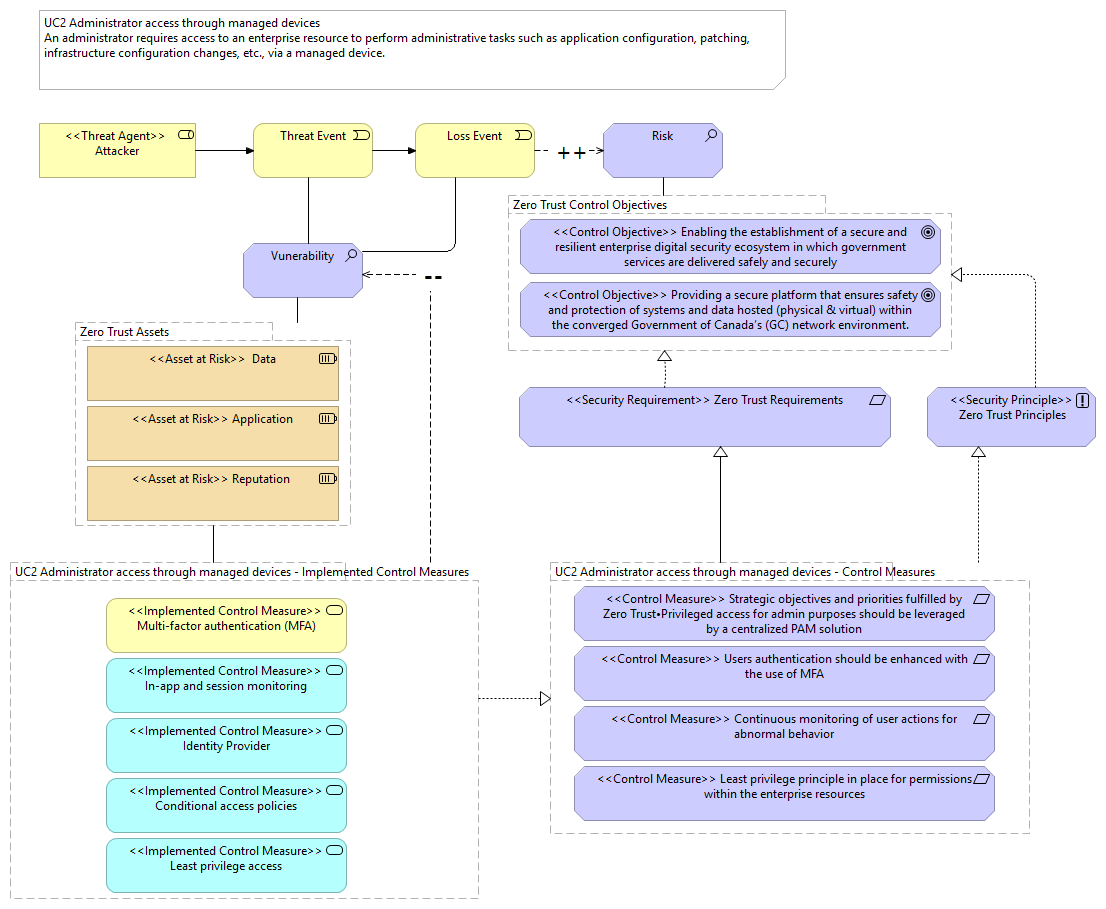 UC2 Administrator access through managed devices
An administrator requires access to an enterprise resource to perform administrative tasks such as application configuration, patching,
infrastructure configuration changes, etc., via a managed device.
<<Threat Agent>>
Attacker
Threat Event
Loss Event
++
Risk
Zero Trust Control Objectives
<<Control Objective>> Enabling the establishment of a secure and
resilient enterprise digital security ecosystem in which government
services are delivered safely and securely
<<Control Objective>> Providing a secure platform that ensures safety
and protection of systems and data hosted (physical & virtual) within
the converged Government of Canada's (GC) network environment.
Vunerability
--
Zero Trust Assets
<<Asset at Risk>> Data
<<Asset at Risk>> Application
<<Asset at Risk>> Reputation
<<Security Requirement>> Zero Trust Requirements
<<Security Principle>>
Zero Trust Principles
UC2 Administrator access through managed devices - Implemented Control Measures
<<Implemented Control Measure>>
Multi-factor authentication (MFA)
<<Implemented Control Measure>>
In-app and session monitoring
<<Implemented Control Measure>>
Identity Provider
<<Implemented Control Measure>>
Conditional access policies
<<Implemented Control Measure>>
Least privilege access
UC2 Administrator access through managed devices - Control Measures
<<Control Measure>> Strategic objectives and priorities fulfilled by
Zero Trust•Privileged access for admin purposes should be leveraged
by a centralized PAM solution
<<Control Measure>> Users authentication should be enhanced with
the use of MFA
<<Control Measure>> Continuous monitoring of user actions for
abnormal behavior
<<Control Measure>> Least privilege principle in place for permissions
within the enterprise resources